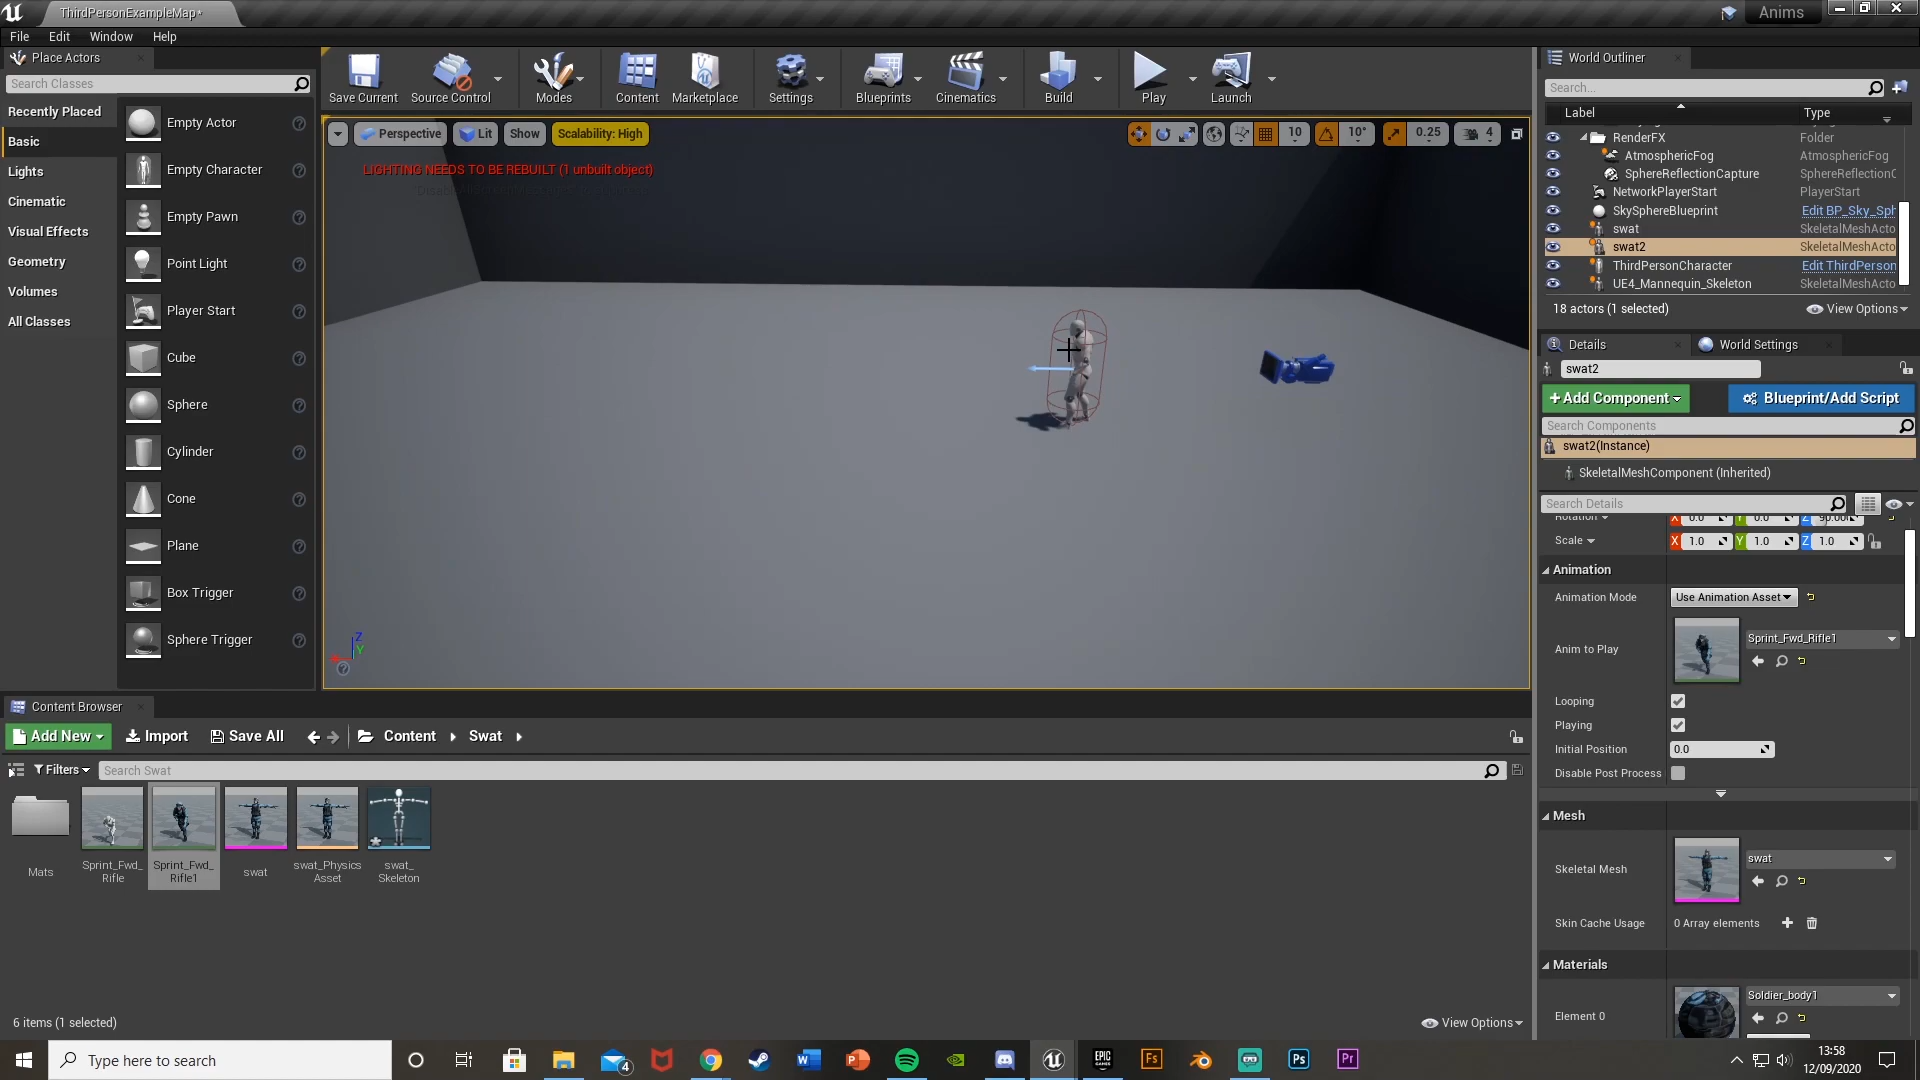 ThirdPersonExampleMap*
Anims
File Edit Window Help
Place Actors
Search Classes
Recently Placed
Basic
Lights
Cinematic
Visual Effects
Geometry
Volumes
All Classes
Empty Actor
Empty Character
Empty Pawn
Point Light
Player Start
Cube
Sphere
Cylinder
Cone
Plane
Box Trigger
Sphere Trigger
Save Current
Source Control
Modes
Content
Marketplace
Settings
Blueprints
Cinematics
Build
Play
Launch
Perspective
Lit
Show
Scalability: High
10
10°
0.25
4
LIGHTING NEEDS TO BE REBUILT (1 unbuilt object)
Z
Y
World Outliner
Search...
Label Type
RenderFX Folder
AtmosphericFog AtmosphericFog
SphereReflectionCapture SphereReflectionC
NetworkPlayerStart PlayerStart
SkySphereBlueprint Edit BP_Sky_Sph
swat SkeletalMeshActo
swat2 SkeletalMeshActo
ThirdPersonCharacter Edit ThirdPerson
UE4_Mannequin_Skeleton SkeletalMeshActo
18 actors (1 selected)
View Options
Details
World Settings
swat2
+Add Component
Blueprint/Add Script
Search Components
swat2(Instance)
SkeletalMeshComponent (Inherited)
Search Details
Rotation X 0.0 Y 0.0 Z 90.00
Scale X 1.0 Y 1.0 Z 1.0
Animation
Animation Mode Use Animation Asset
Anim to Play Sprint_Fwd_Rifle1
Looping
Playing
Initial Position 0.0
Disable Post Process
Mesh
Skeletal Mesh swat
Skin Cache Usage 0 Array elements
Materials
Element 0 Soldier_body1
Content Browser
Add New
Import
Save All
Content
Swat
Filters
Search Swat
Mats
Sprint_Fwd_
Rifle
Sprint_Fwd_
Rifle1
swat
swat_Physics
Asset
swat_
Skeleton
6 items (1 selected)
View Options
Type here to search
4
EPIC
GAMES
Fs
Ps
Pr
13:58
12/09/2020